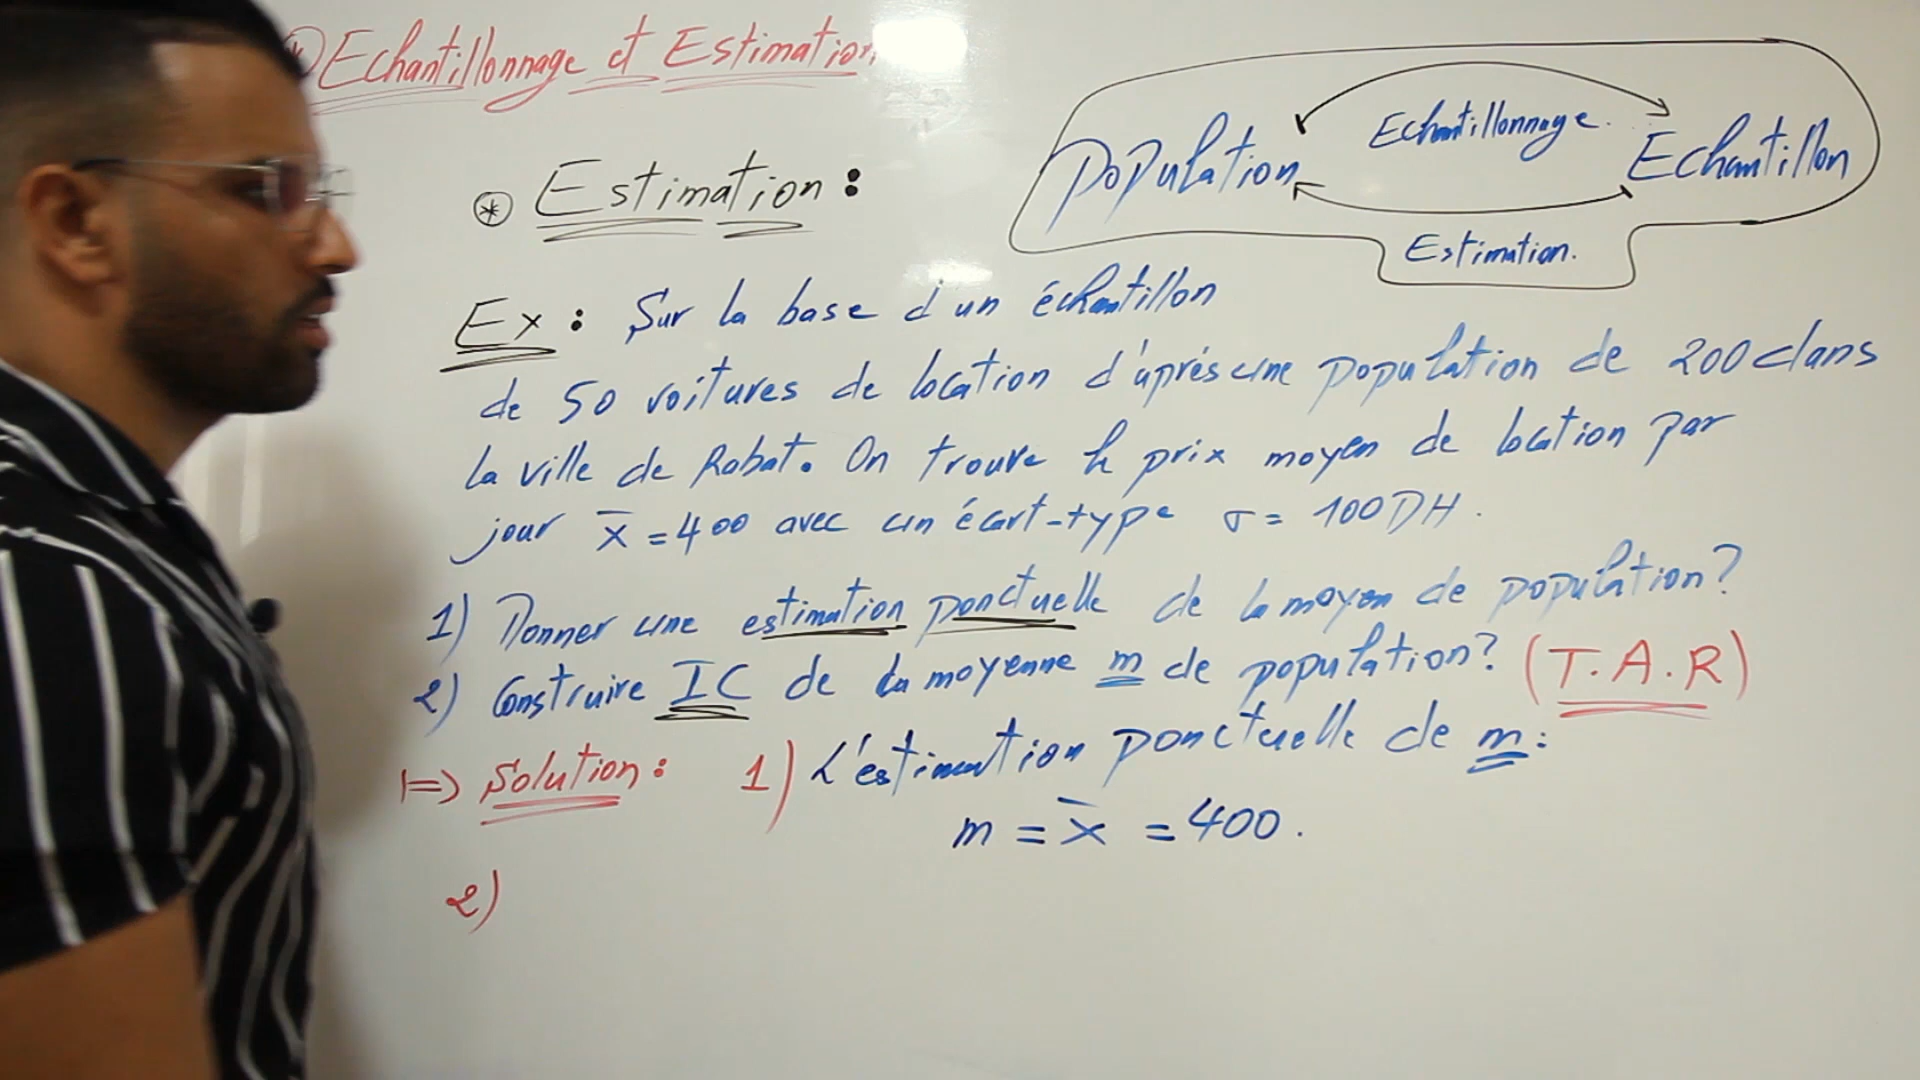 * Echantillonnage et Estimation
Population Echantillonnage. Echantillon
Estimation.
* Estimation :
Ex : Sur la base d'un échantillon
de 50 voitures de location d'aprés une population de 200 dans
la ville de Rabat. On trouve le prix moyen de location par
jour x̄ = 400 avec un écart-type σ = 100DH.
1) Donner une estimation ponctuelle de la moyen de population?
2) Construire IC de la moyenne m de population? (T.A.R)
|=> Solution : 1) L'estimation ponctuelle de m :
m = x̄ = 400.
2)